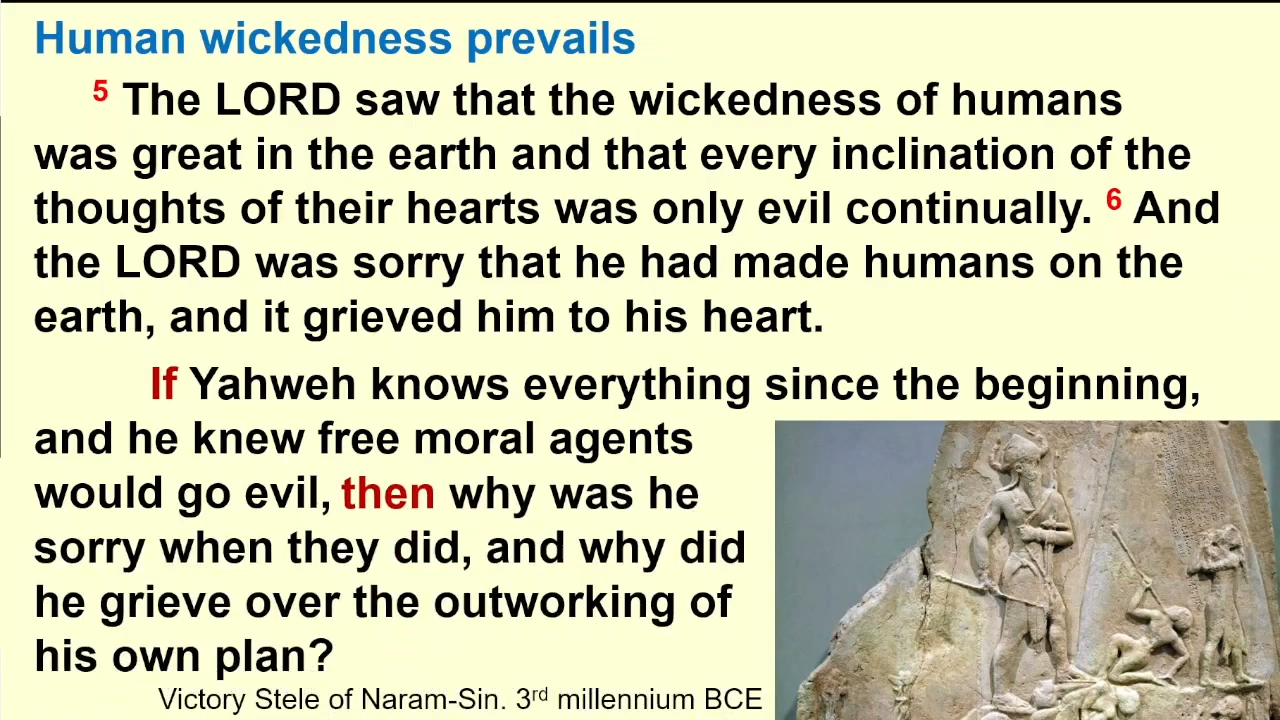 Human wickedness prevails
5 The LORD saw that the wickedness of humans
was great in the earth and that every inclination of the
thoughts of their hearts was only evil continually. 6 And
the LORD was sorry that he had made humans on the
earth, and it grieved him to his heart.
If Yahweh knows everything since the beginning,
and he knew free moral agents
would go evil, then why was he
sorry when they did, and why did
he grieve over the outworking of
his own plan?
Victory Stele of Naram-Sin. 3rd millennium BCE